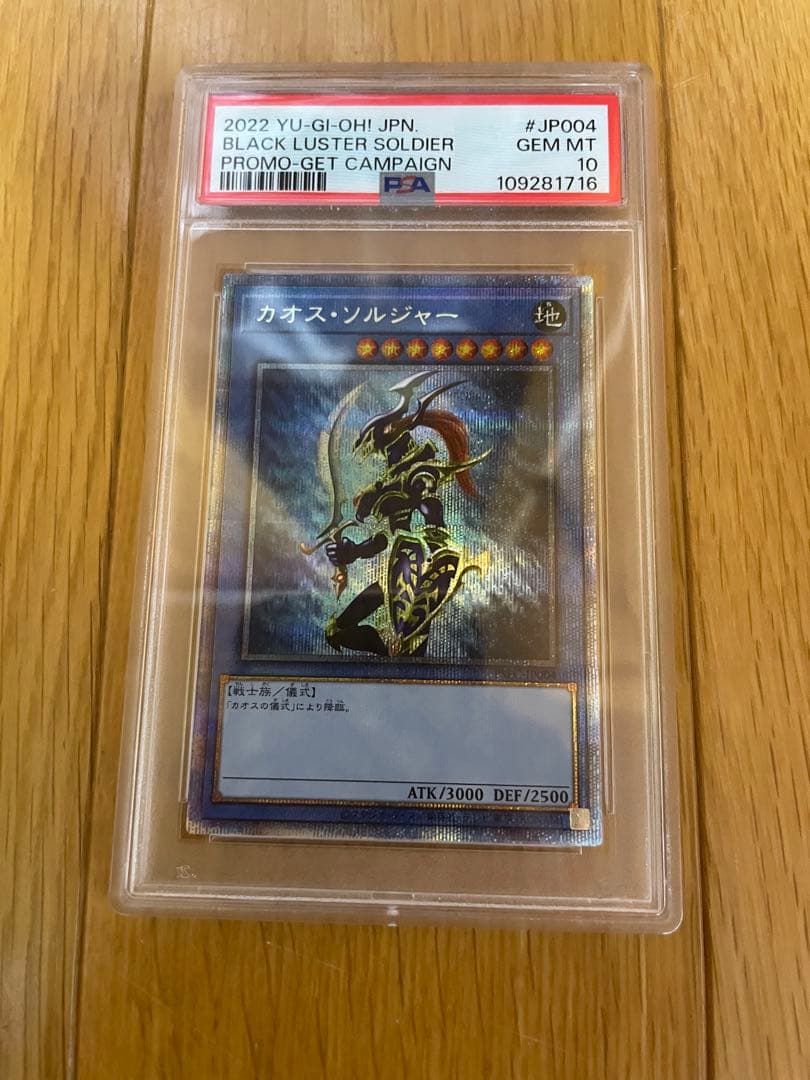 2022 YU-GI-OH! JPN. #JP004
BLACK LUSTER SOLDIER GEM MT
PROMO-GET CAMPAIGN 10
PSA 109281716
カオス・ソルジャー 地
【戦士族／儀式】
「カオスの儀式」により降臨。
ATK/3000 DEF/2500